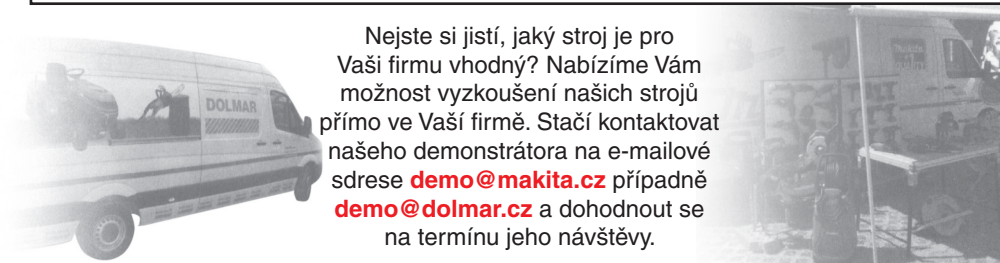 Nejste si jistí, jaký stroj je pro
Vaši firmu vhodný? Nabízíme Vám
možnost vyzkoušení našich strojů
přímo ve Vaší firmě. Stačí kontaktovat
našeho demonstrátora na e-mailové
sdrese demo@makita.cz případně
demo@dolmar.cz a dohodnout se
na termínu jeho návštěvy.
DOLMAR